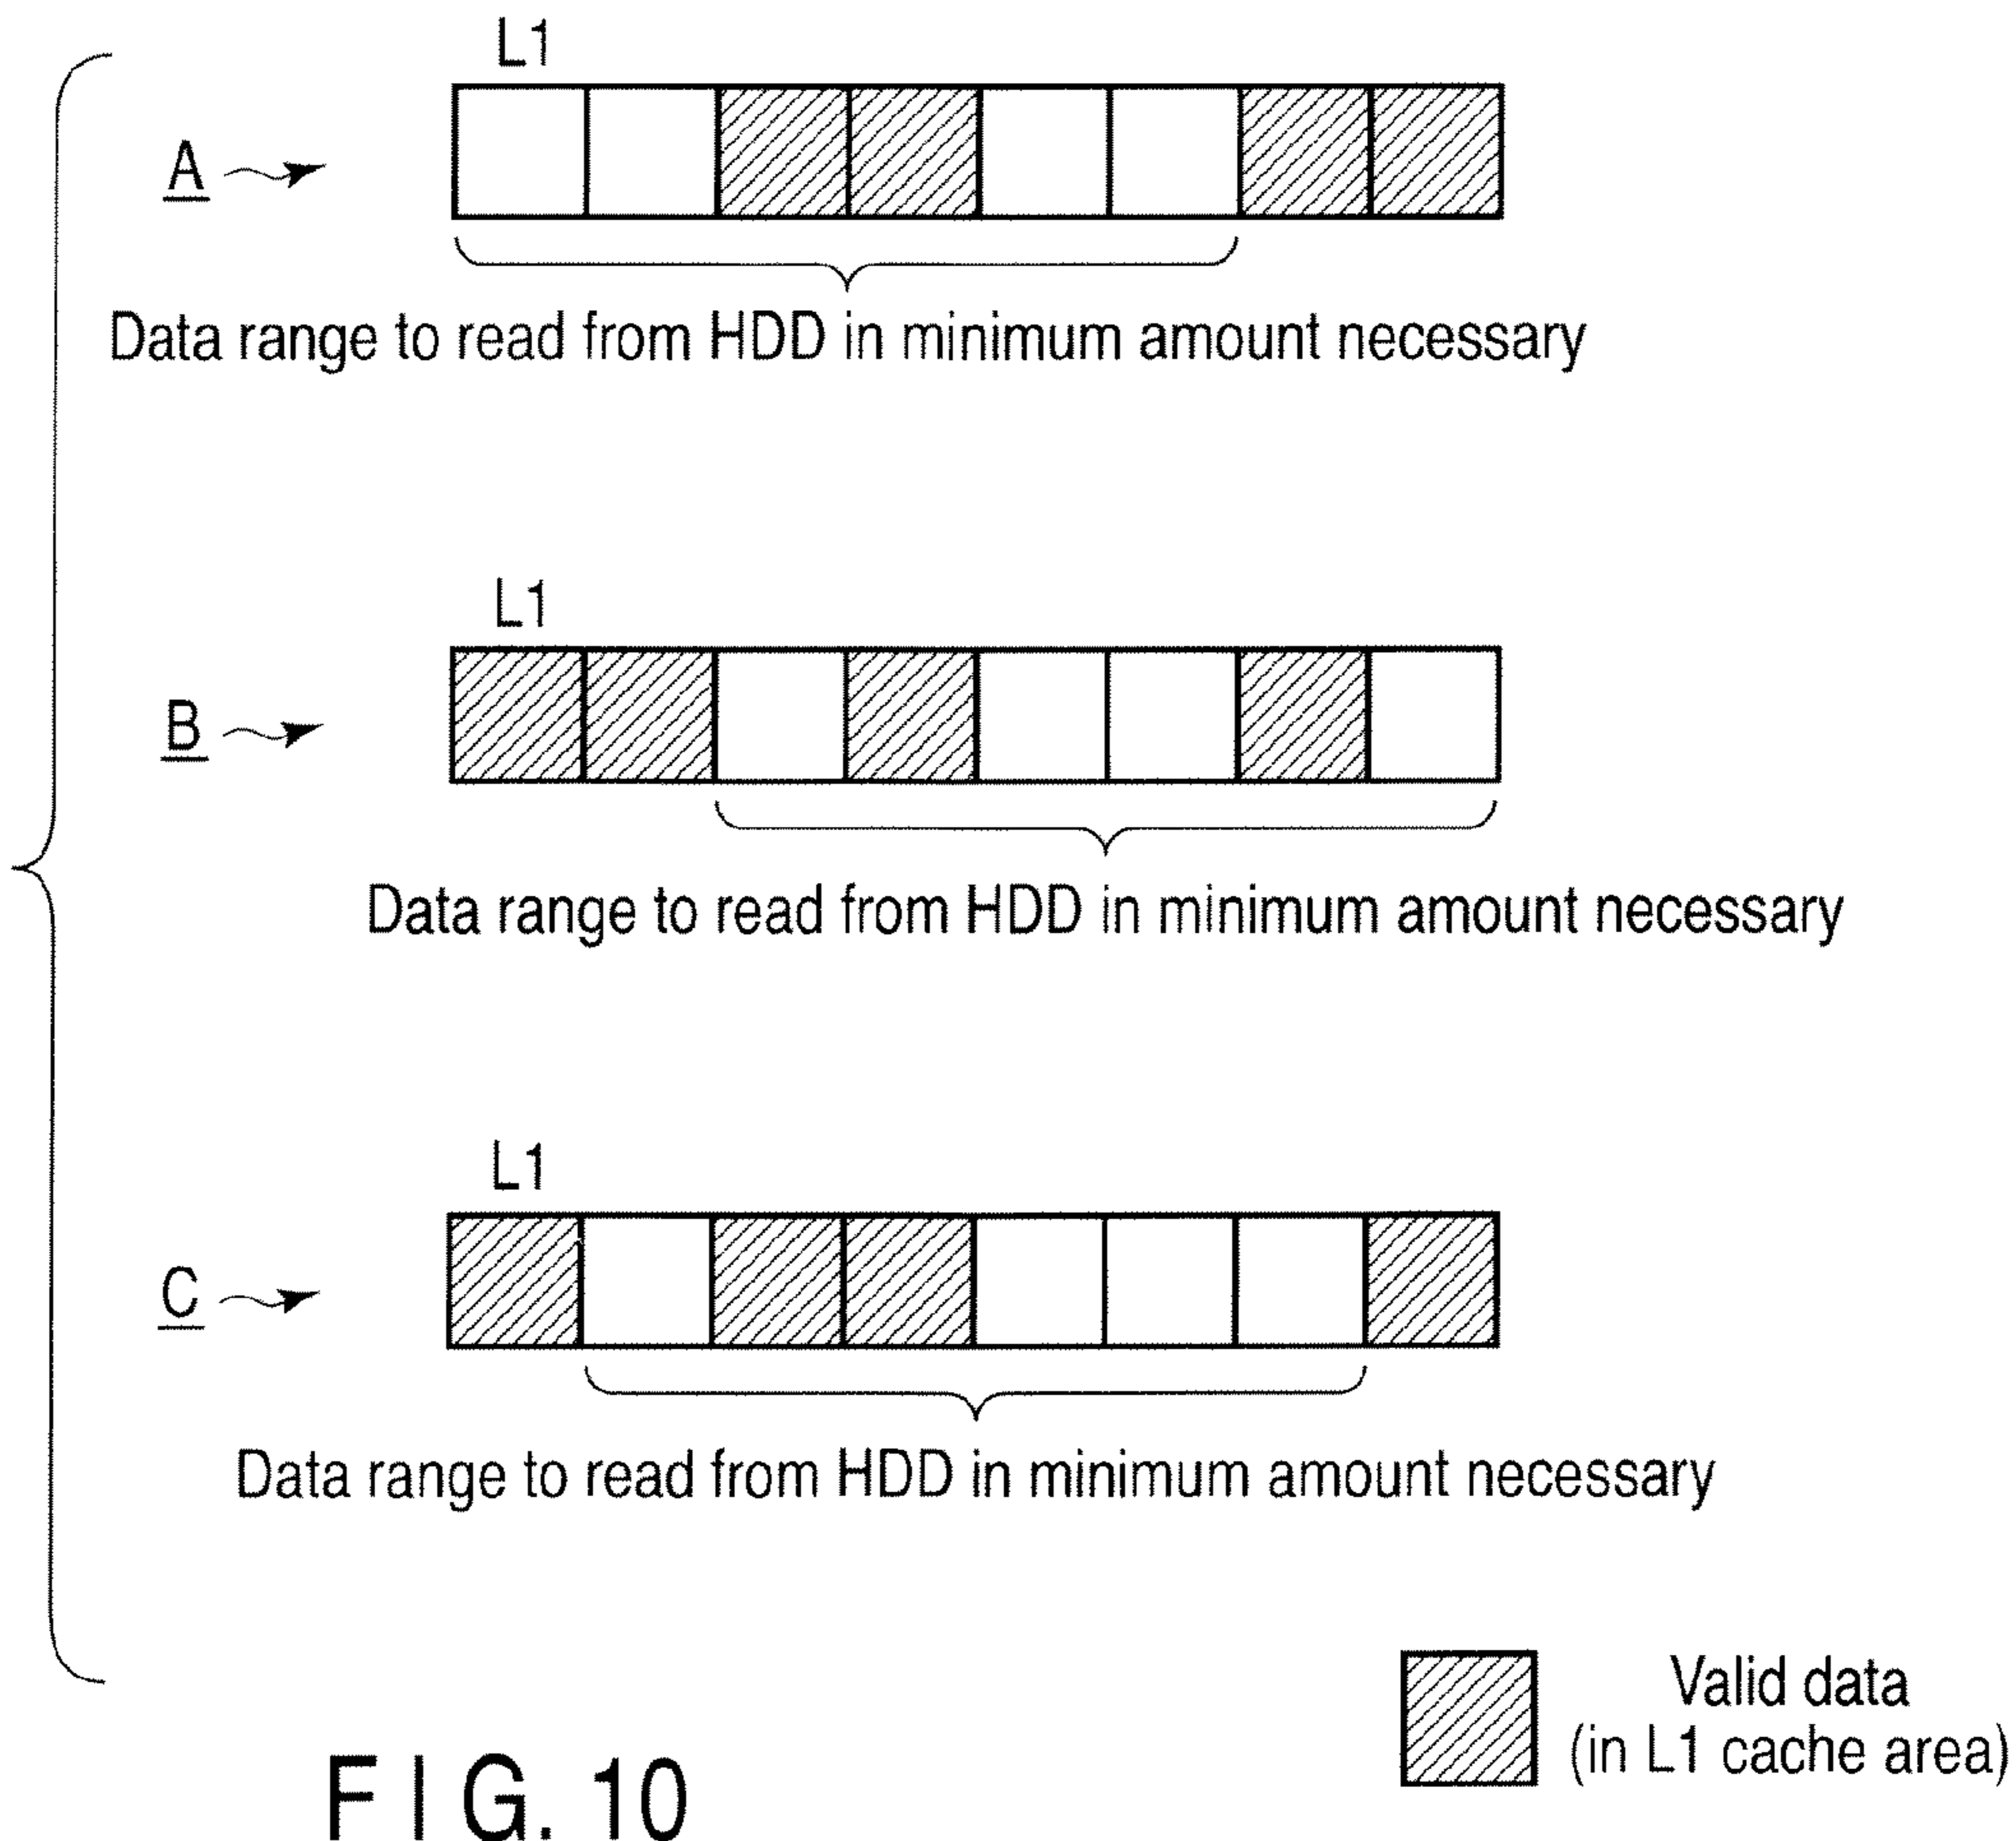 L1
A
Data range to read from HDD in minimum amount necessary
L1
B
Data range to read from HDD in minimum amount necessary
L1
C
Data range to read from HDD in minimum amount necessary
Valid data
(in L1 cache area)
FIG. 10